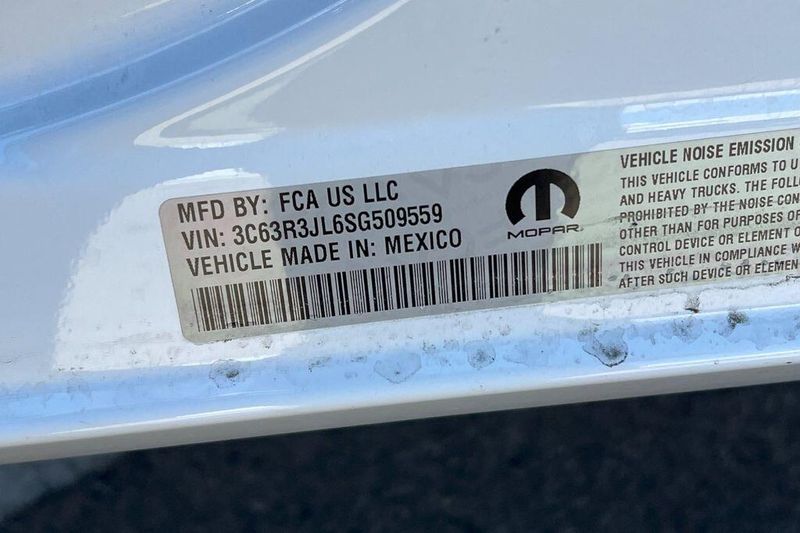 MFD BY: FCA US LLC
VIN: 3C63R3JL6SG509559
VEHICLE MADE IN: MEXICO
MOPAR
VEHICLE NOISE EMISSION
THIS VEHICLE CONFORMS TO U
AND HEAVY TRUCKS. THE FOLL
PROHIBITED BY THE NOISE CON
OTHER THAN FOR PURPOSES OF
CONTROL DEVICE OR ELEMENT O
THIS VEHICLE IN COMPLIANCE W
AFTER SUCH DEVICE OR ELEMEN